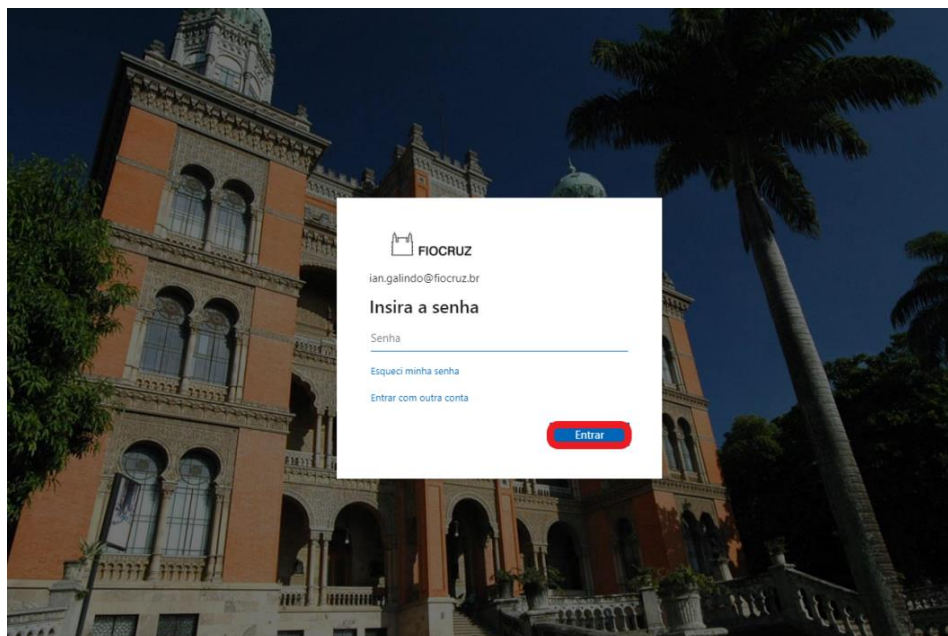 FIOCRUZ
ian.galindo@fiocruz.br
Insira a senha
Senha
Esqueci minha senha
Entrar com outra conta
Entrar